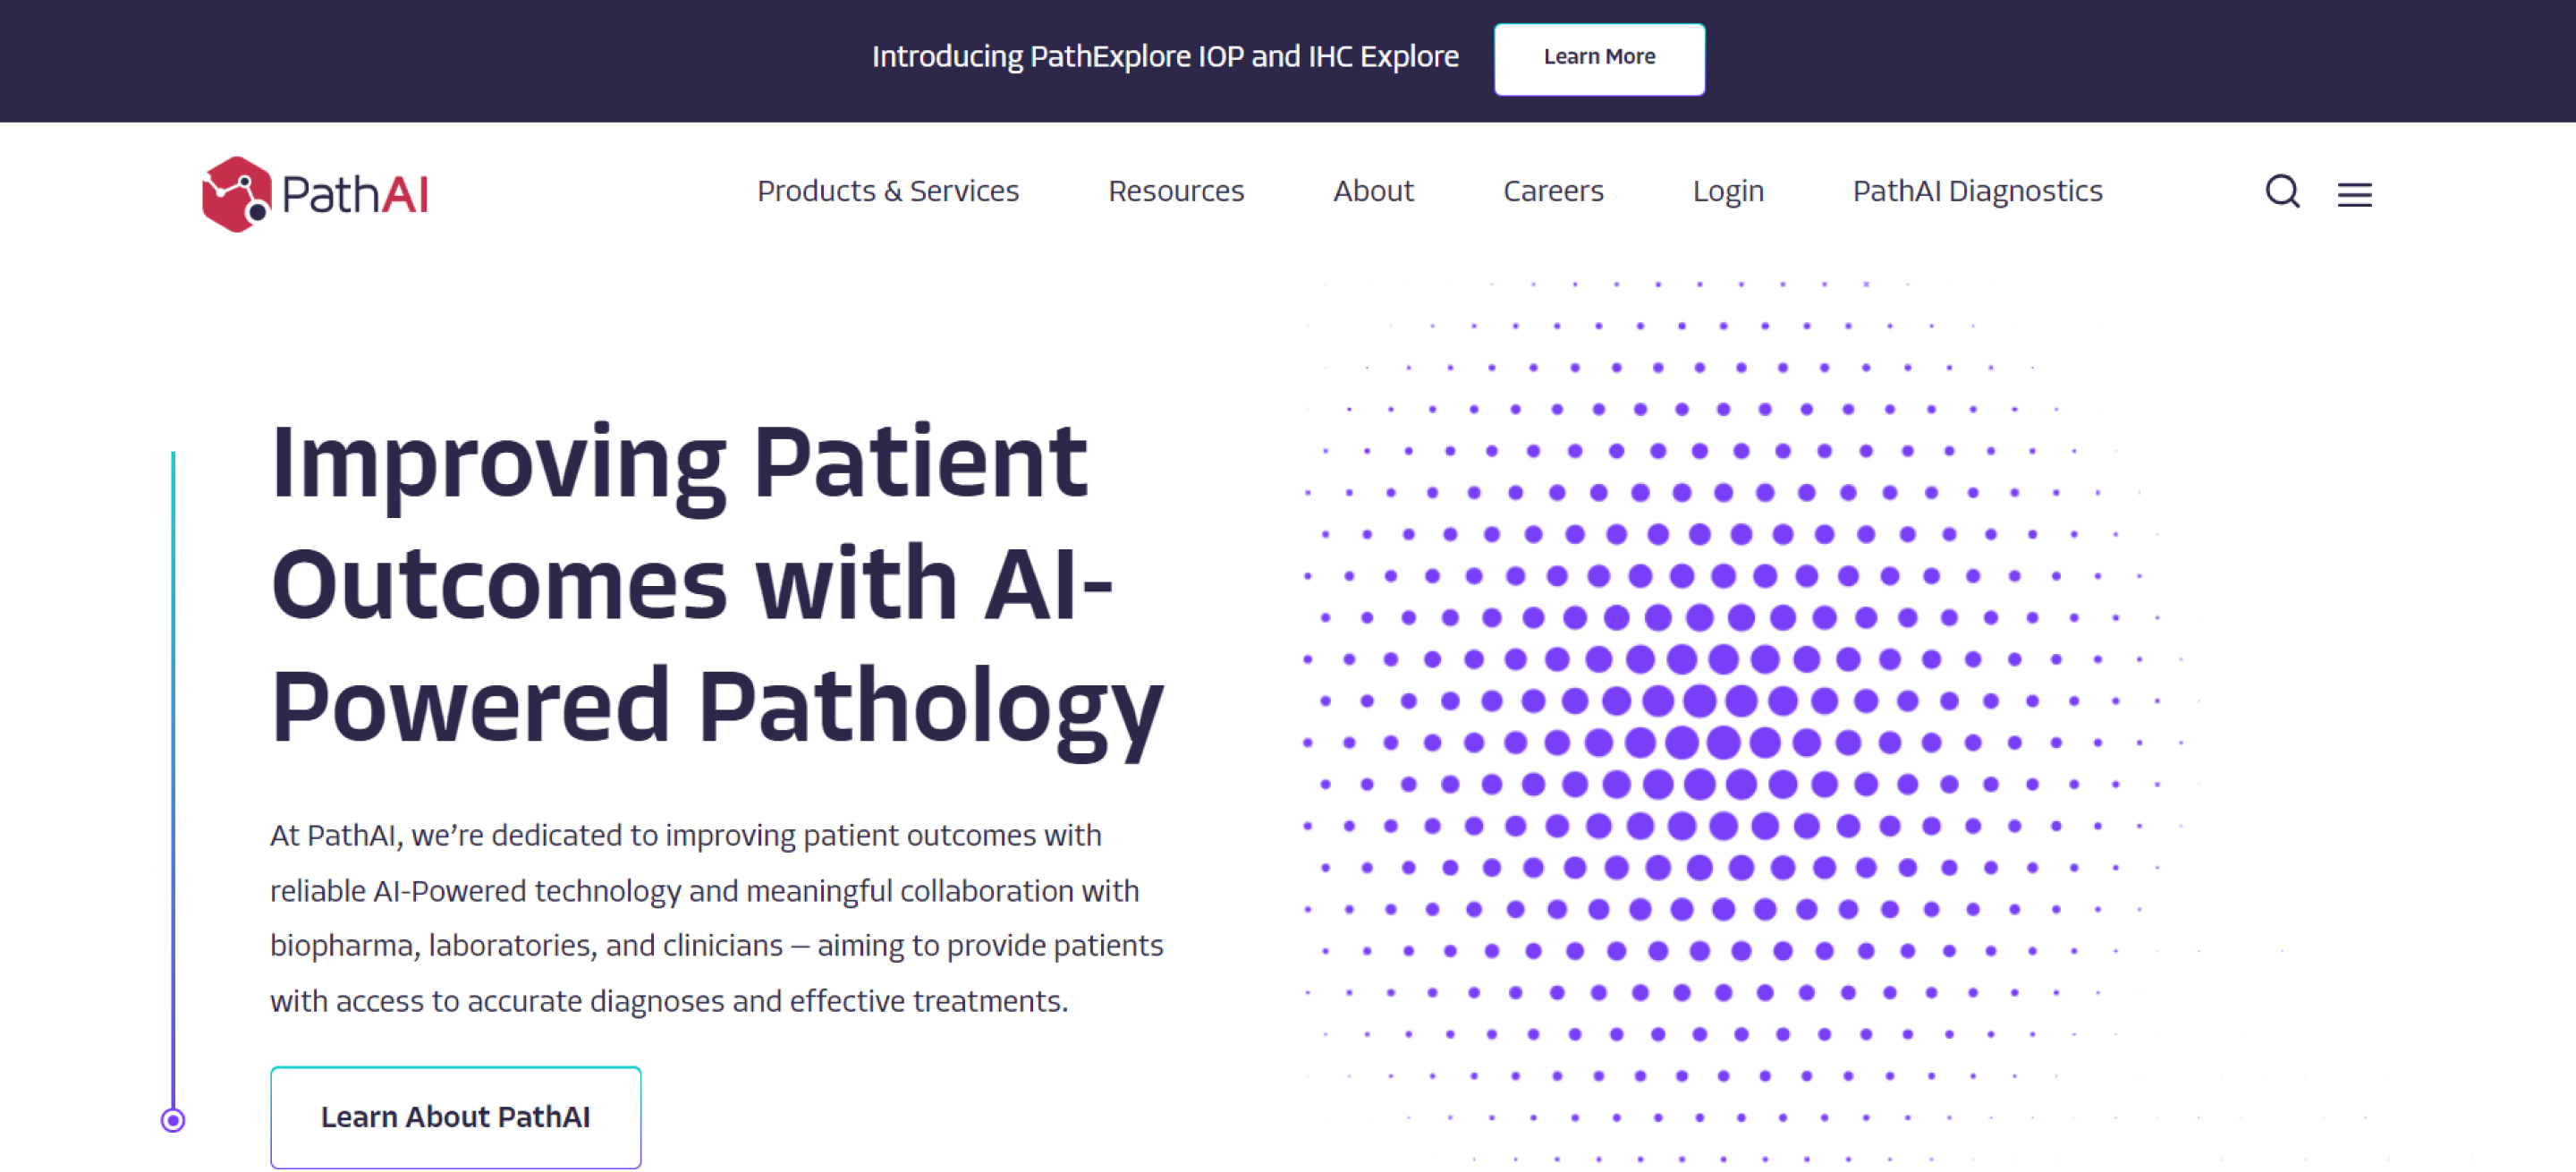 Introducing PathExplore IOP and IHC Explore
Learn More
PathAI
Products & Services
Resources
About
Careers
Login
PathAI Diagnostics
Improving Patient
Outcomes with AI-
Powered Pathology
At PathAI, we’re dedicated to improving patient outcomes with
reliable AI-Powered technology and meaningful collaboration with
biopharma, laboratories, and clinicians — aiming to provide patients
with access to accurate diagnoses and effective treatments.
Learn About PathAI